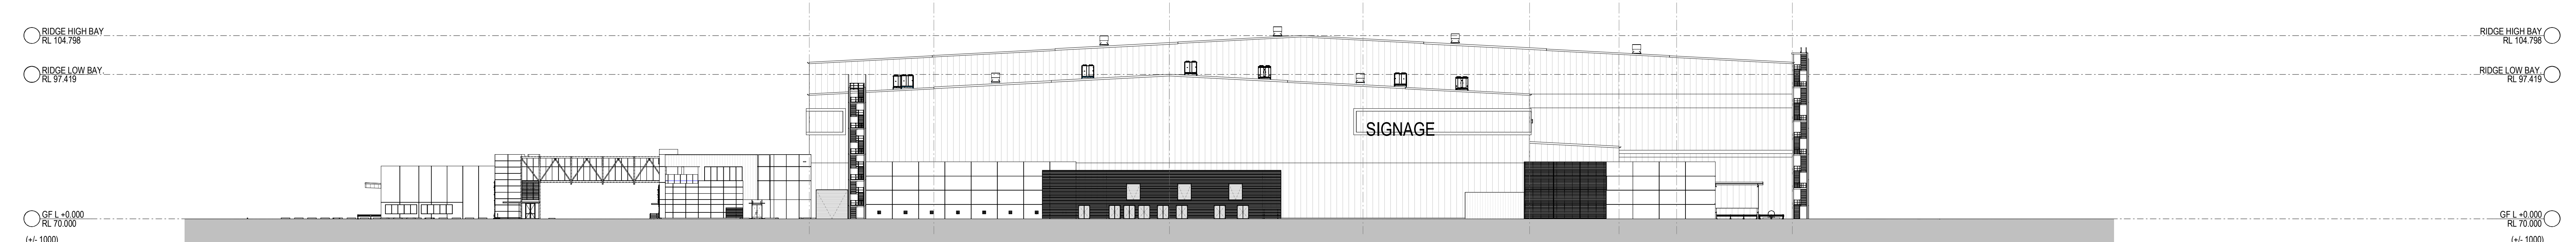 RIDGE HIGH BAY
RL 104.798
RIDGE HIGH BAY
RL 104.798
RIDGE LOW BAY
RL 97.419
RIDGE LOW BAY
RL 97.419
SIGNAGE
GF L +0.000
RL 70.000
GF L +0.000
RL 70.000
(+/- 1000)
(+/- 1000)